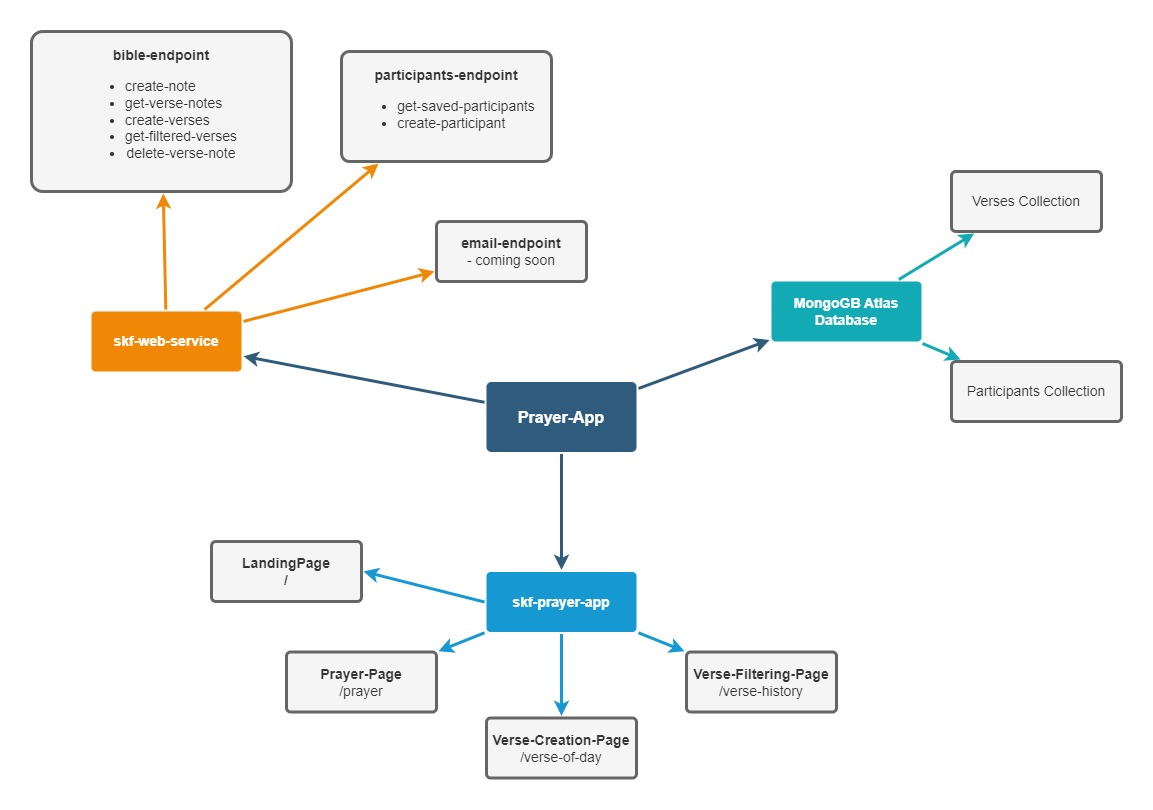 bible-endpoint
• create-note
• get-verse-notes
• create-verses
• get-filtered-verses
• delete-verse-note
participants-endpoint
• get-saved-participants
• create-participant
email-endpoint
- coming soon
Verses Collection
MongoGB Atlas
Database
skf-web-service
Participants Collection
Prayer-App
LandingPage
/
skf-prayer-app
Prayer-Page
/prayer
Verse-Filtering-Page
/verse-history
Verse-Creation-Page
/verse-of-day